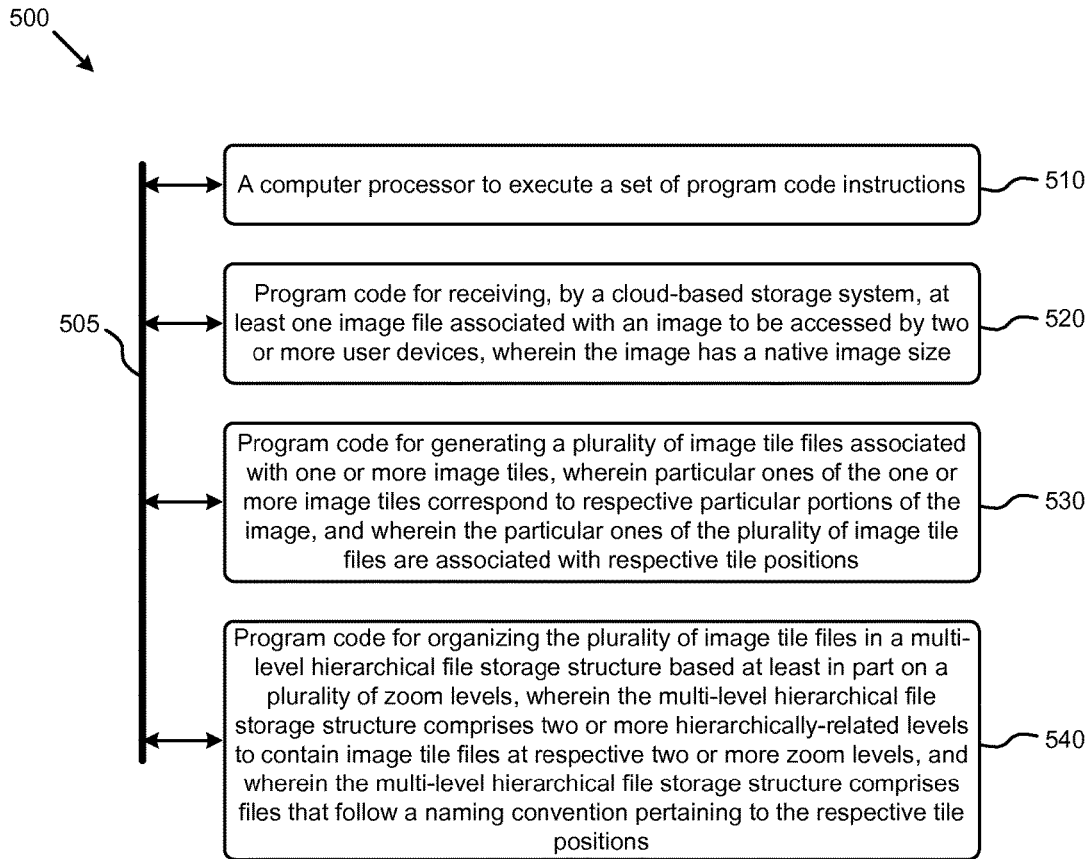 500
A computer processor to execute a set of program code instructions
510
Program code for receiving, by a cloud-based storage system, at
least one image file associated with an image to be accessed by two
or more user devices, wherein the image has a native image size
520
505
Program code for generating a plurality of image tile files associated
with one or more image tiles, wherein particular ones of the one or
more image tiles correspond to respective particular portions of the
image, and wherein the particular ones of the plurality of image tile
files are associated with respective tile positions
530
Program code for organizing the plurality of image tile files in a multi-
level hierarchical file storage structure based at least in part on a
plurality of zoom levels, wherein the multi-level hierarchical file
storage structure comprises two or more hierarchically-related levels
to contain image tile files at respective two or more zoom levels, and
wherein the multi-level hierarchical file storage structure comprises
files that follow a naming convention pertaining to the respective tile
positions
540